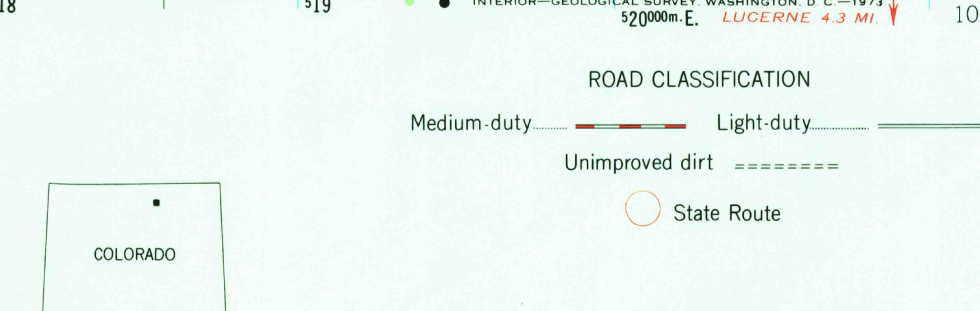 18
519
INTERIOR—GEOLOGICAL SURVEY, WASHINGTON, D. C.—1973
520000m. E.
LUCERNE 4.3 MI.
10
ROAD CLASSIFICATION
Medium-duty
Light-duty
Unimproved dirt
State Route
COLORADO